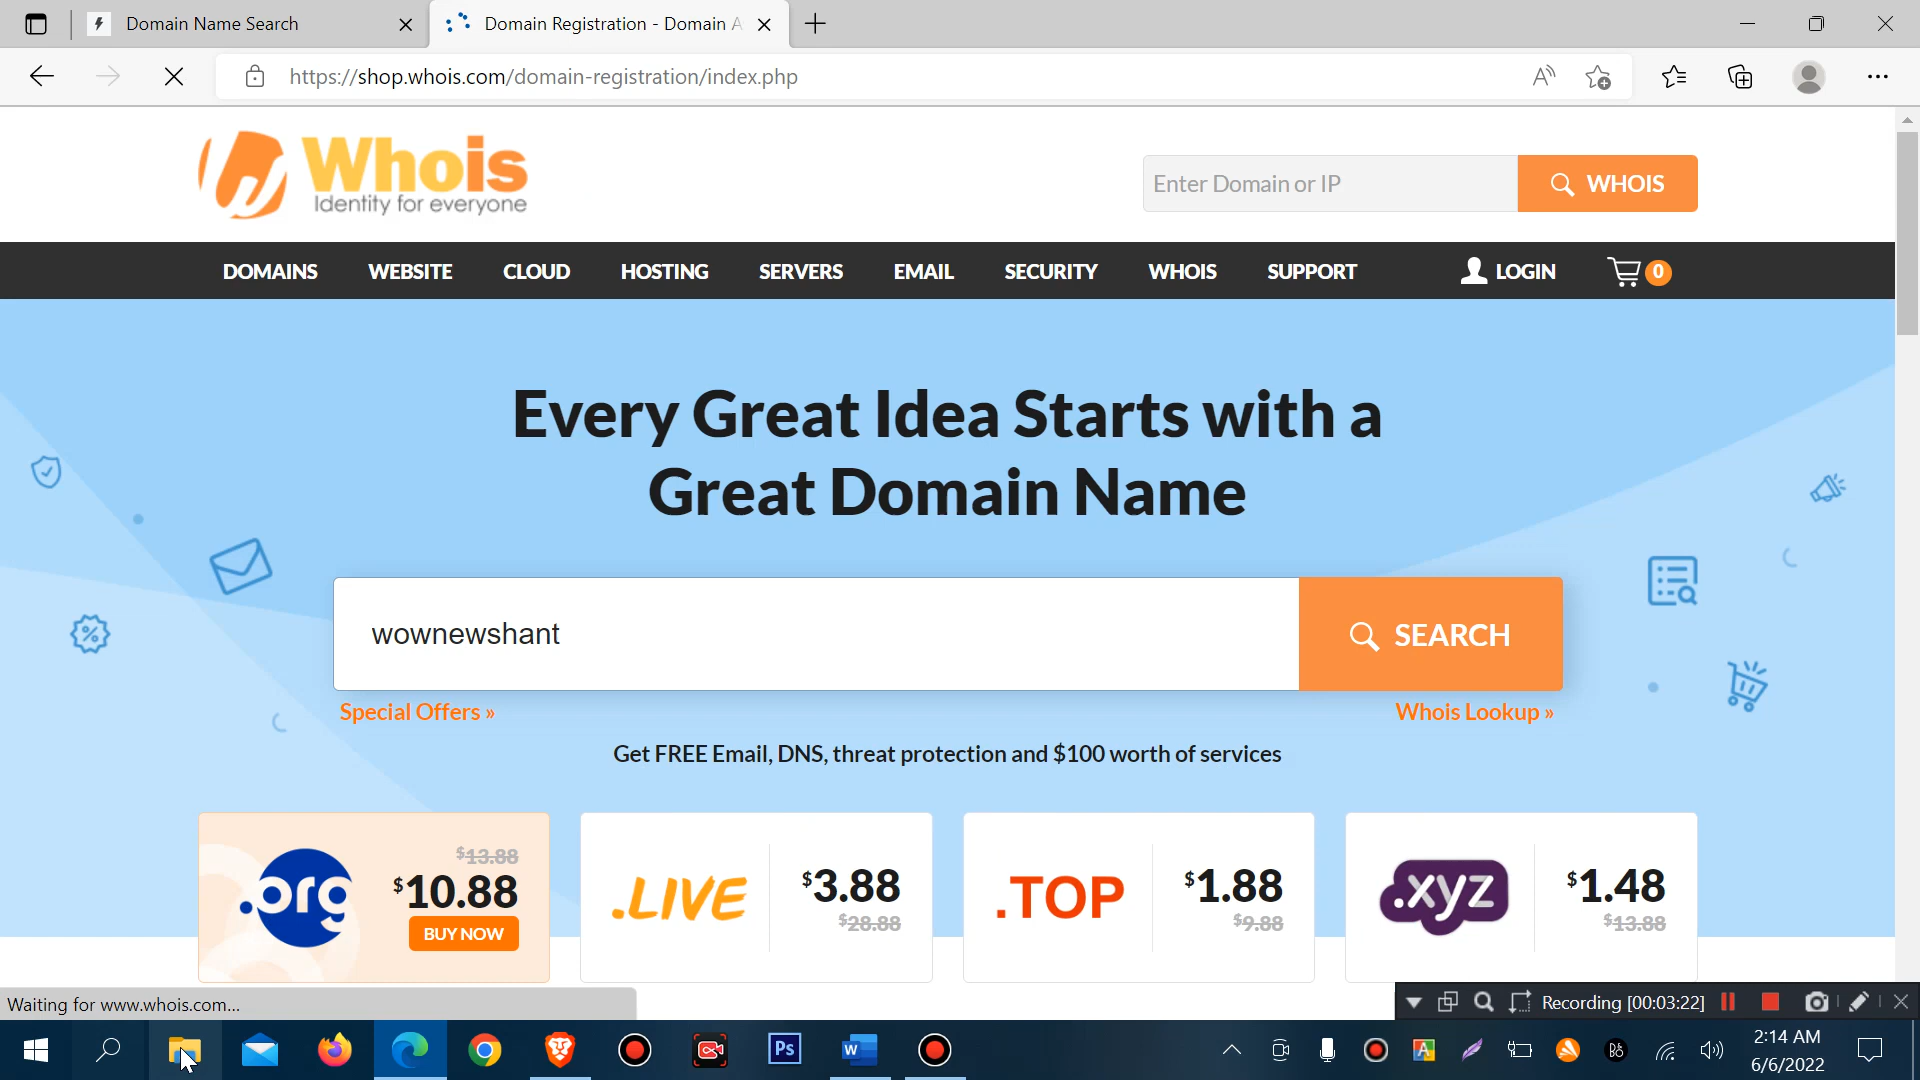 Domain Name Search
Domain Registration - Domain A
https://shop.whois.com/domain-registration/index.php
Whois
Identity for everyone
Enter Domain or IP
WHOIS
DOMAINS WEBSITE CLOUD HOSTING SERVERS EMAIL SECURITY WHOIS SUPPORT LOGIN 0
Every Great Idea Starts with a
Great Domain Name
wownewshant
SEARCH
Special Offers »
Whois Lookup »
Get FREE Email, DNS, threat protection and $100 worth of services
.org
$13.88
$10.88
BUY NOW
.LIVE
$3.88
$28.88
.TOP
$1.88
$9.88
.xyz
$1.48
$13.88
Waiting for www.whois.com...
Recording [00:03:22]
Ps
W
A
2:14 AM
6/6/2022